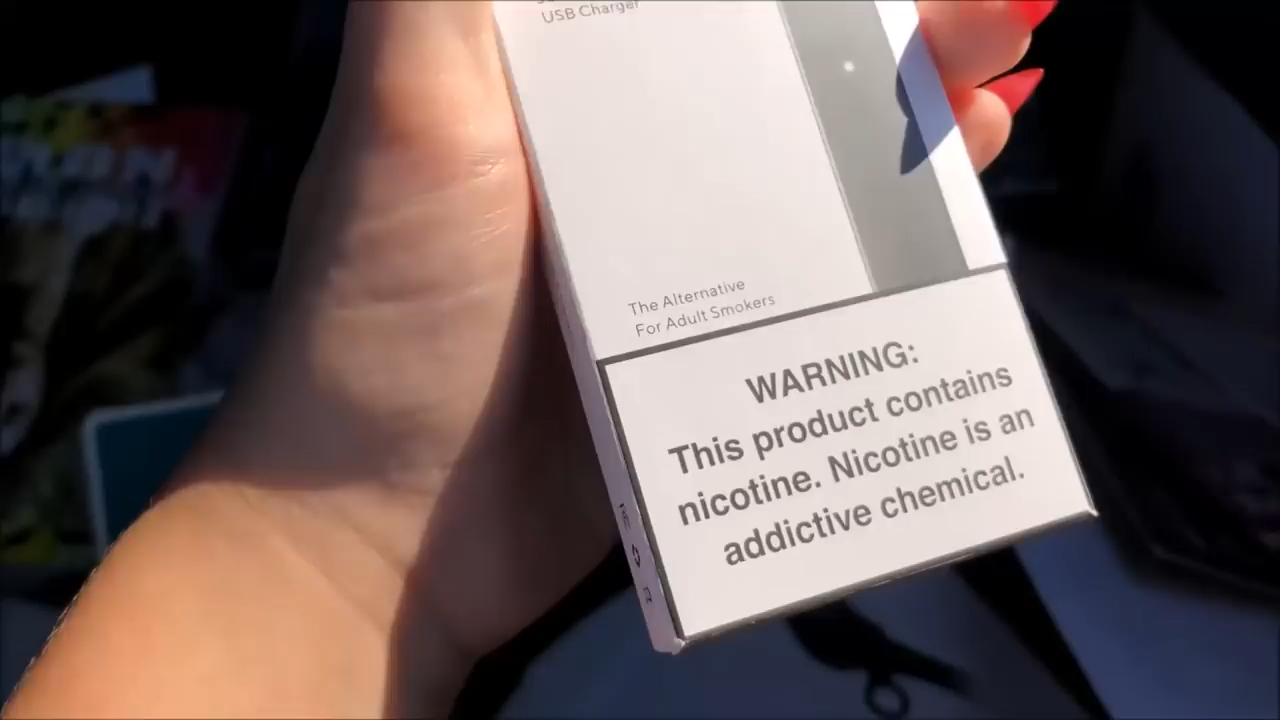 USB Charger
The Alternative
For Adult Smokers
WARNING:
This product contains
nicotine. Nicotine is an
addictive chemical.